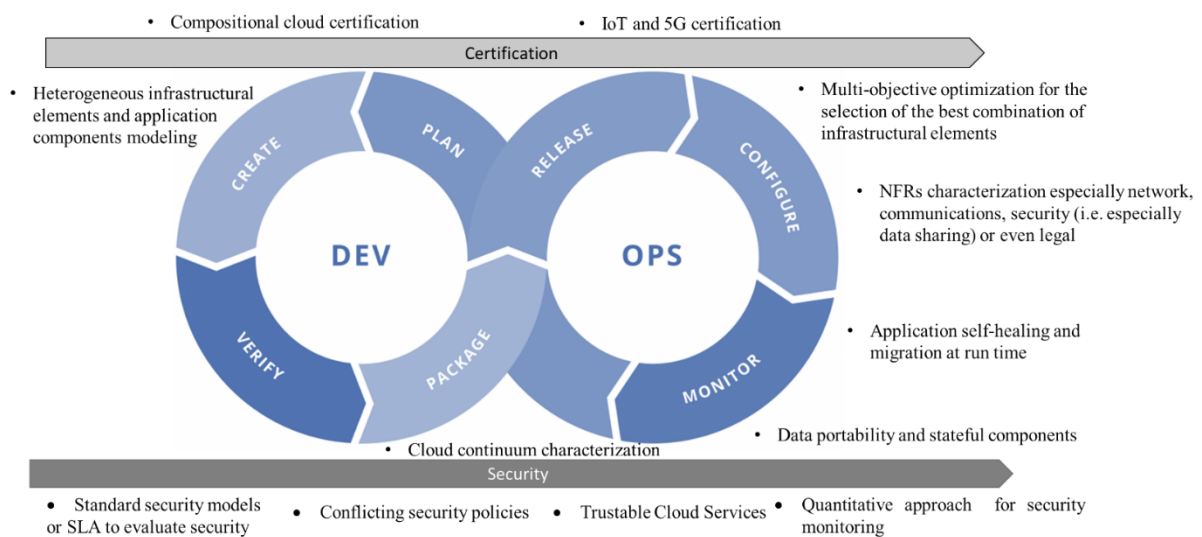 • Compositional cloud certification
• IoT and 5G certification
Certification
• Heterogeneous infrastructural
elements and application
components modeling
• Multi-objective optimization for the
selection of the best combination of
infrastructural elements
CREATE
PLAN
RELEASE
CONFIGURE
• NFRs characterization especially network,
communications, security (i.e. especially
data sharing) or even legal
DEV
OPS
VERIFY
PACKAGE
MONITOR
• Application self-healing and
migration at run time
• Data portability and stateful components
• Cloud continuum characterization
Security
• Standard security models
or SLA to evaluate security
• Conflicting security policies
• Trustable Cloud Services
• Quantitative approach for security
monitoring